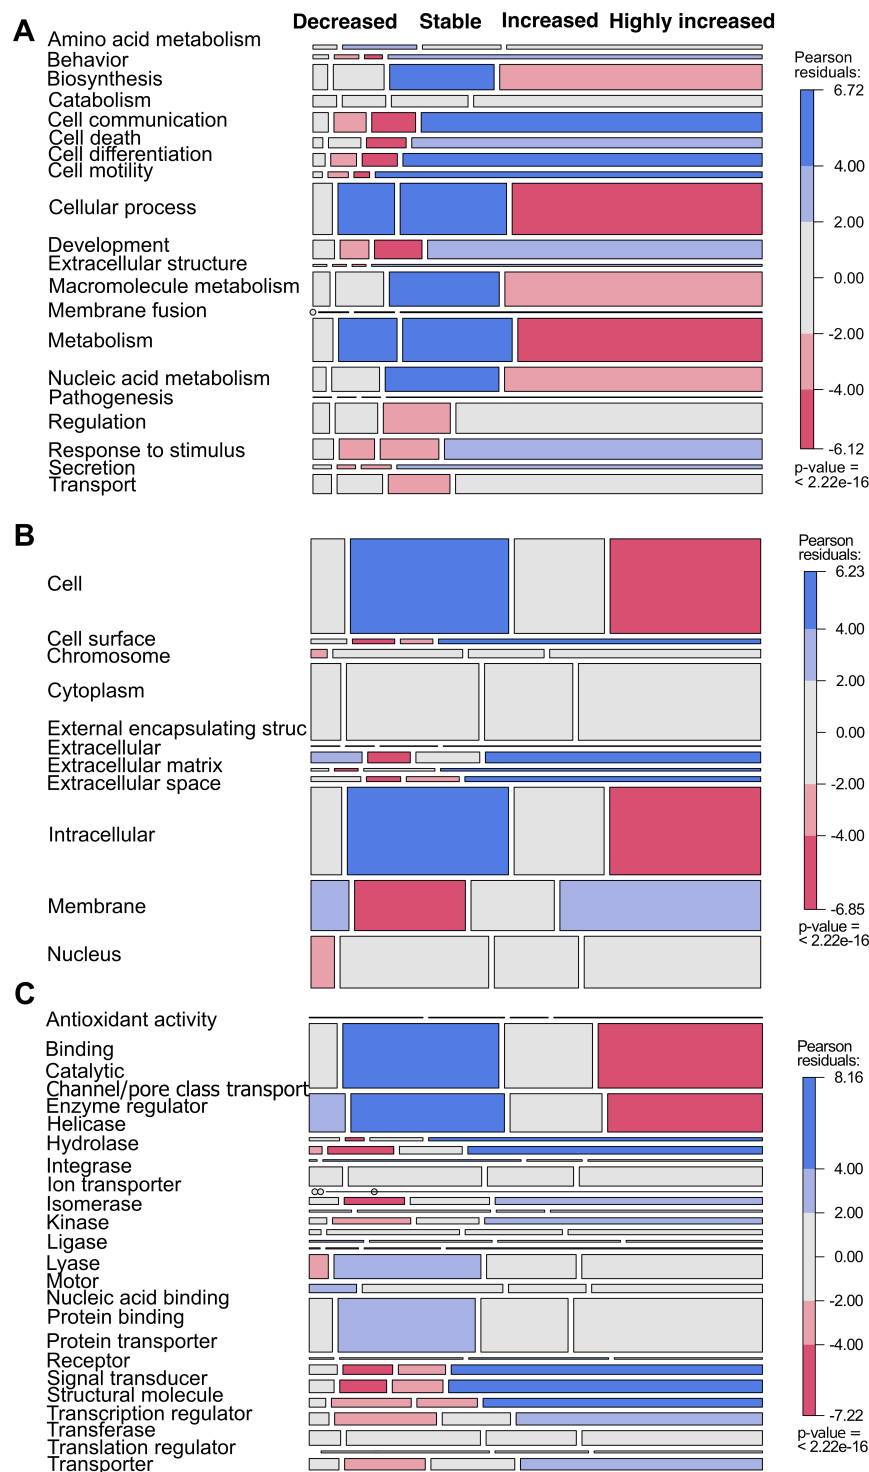 A
Decreased Stable Increased Highly increased
Amino acid metabolism
Behavior
Biosynthesis
Catabolism
Cell communication
Cell death
Cell differentiation
Cell motility
Cellular process
Development
Extracellular structure
Macromolecule metabolism
Membrane fusion
Metabolism
Nucleic acid metabolism
Pathogenesis
Regulation
Response to stimulus
Secretion
Transport
Pearson
residuals:
6.72
4.00
2.00
0.00
-2.00
-4.00
-6.12
p-value =
< 2.22e-16
B
Cell
Cell surface
Chromosome
Cytoplasm
External encapsulating struc
Extracellular
Extracellular matrix
Extracellular space
Intracellular
Membrane
Nucleus
Pearson
residuals:
6.23
4.00
2.00
0.00
-2.00
-4.00
-6.85
p-value =
< 2.22e-16
C
Antioxidant activity
Binding
Catalytic
Channel/pore class transport
Enzyme regulator
Helicase
Hydrolase
Integrase
Ion transporter
Isomerase
Kinase
Ligase
Lyase
Motor
Nucleic acid binding
Protein binding
Protein transporter
Receptor
Signal transducer
Structural molecule
Transcription regulator
Transferase
Translation regulator
Transporter
Pearson
residuals:
8.16
4.00
2.00
0.00
-2.00
-4.00
-7.22
p-value =
< 2.22e-16